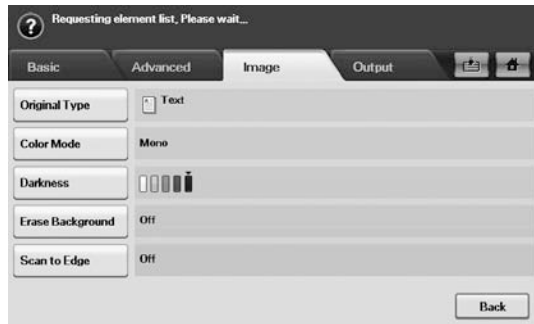 Requesting element list, Please wait...
Basic Advanced Image Output
Original Type Text
Color Mode Mono
Darkness
Erase Background Off
Scan to Edge Off
Back